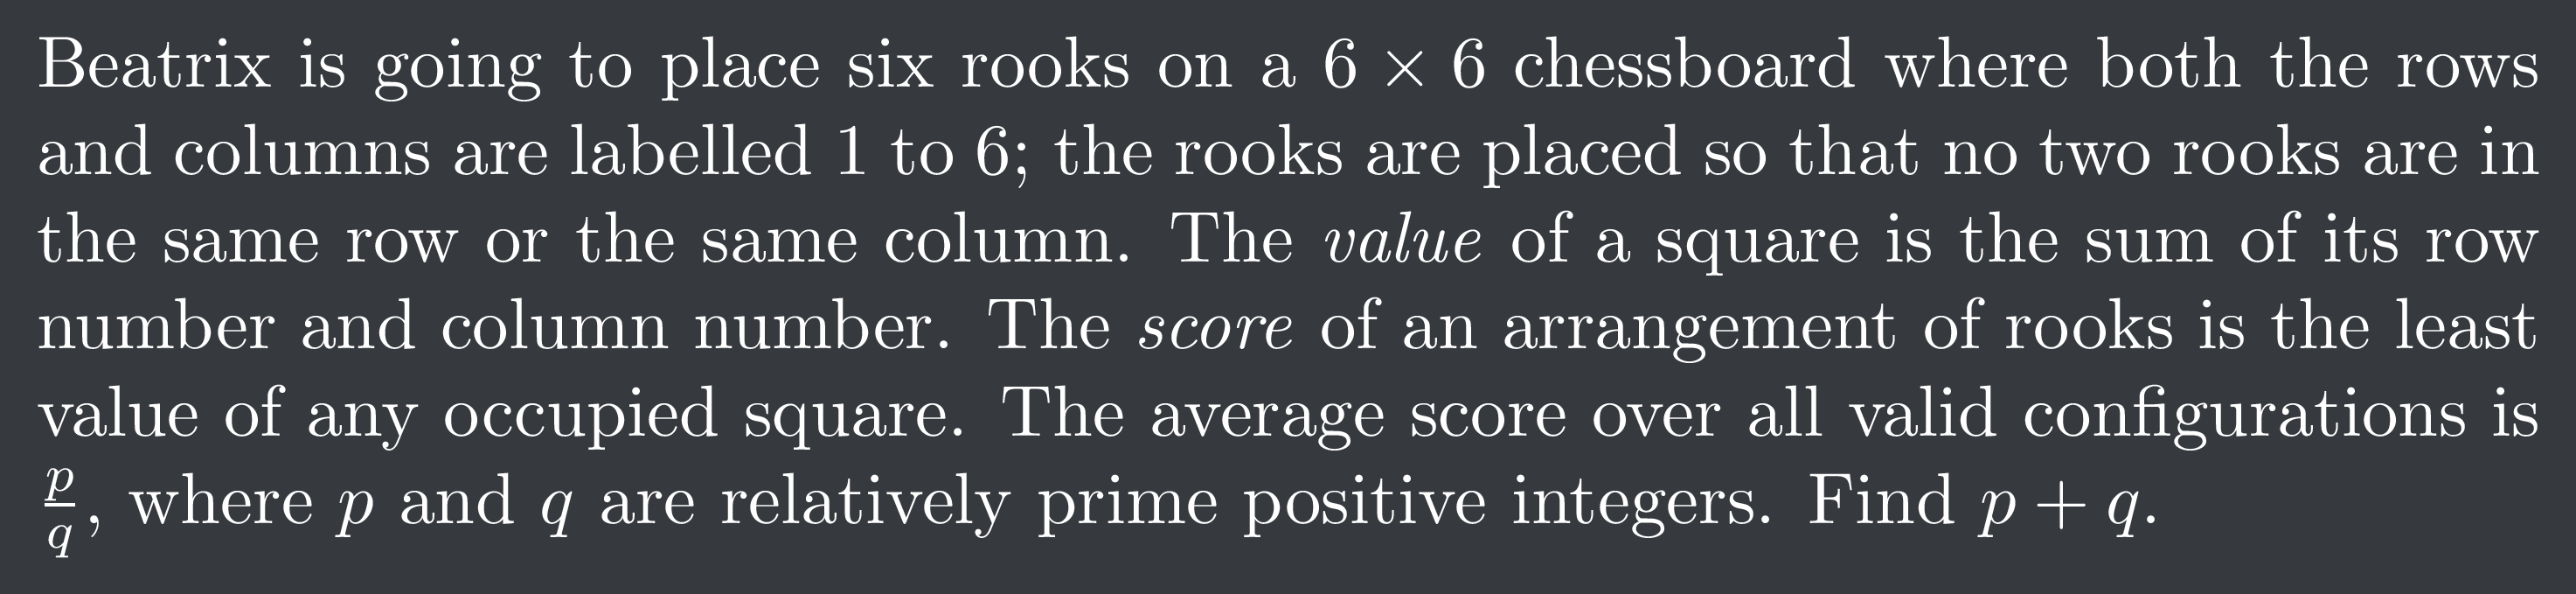 Beatrix is going to place six rooks on a 6 × 6 chessboard where both the rows
and columns are labelled 1 to 6; the rooks are placed so that no two rooks are in
the same row or the same column. The value of a square is the sum of its row
number and column number. The score of an arrangement of rooks is the least
value of any occupied square. The average score over all valid configurations is
p/q, where p and q are relatively prime positive integers. Find p + q.